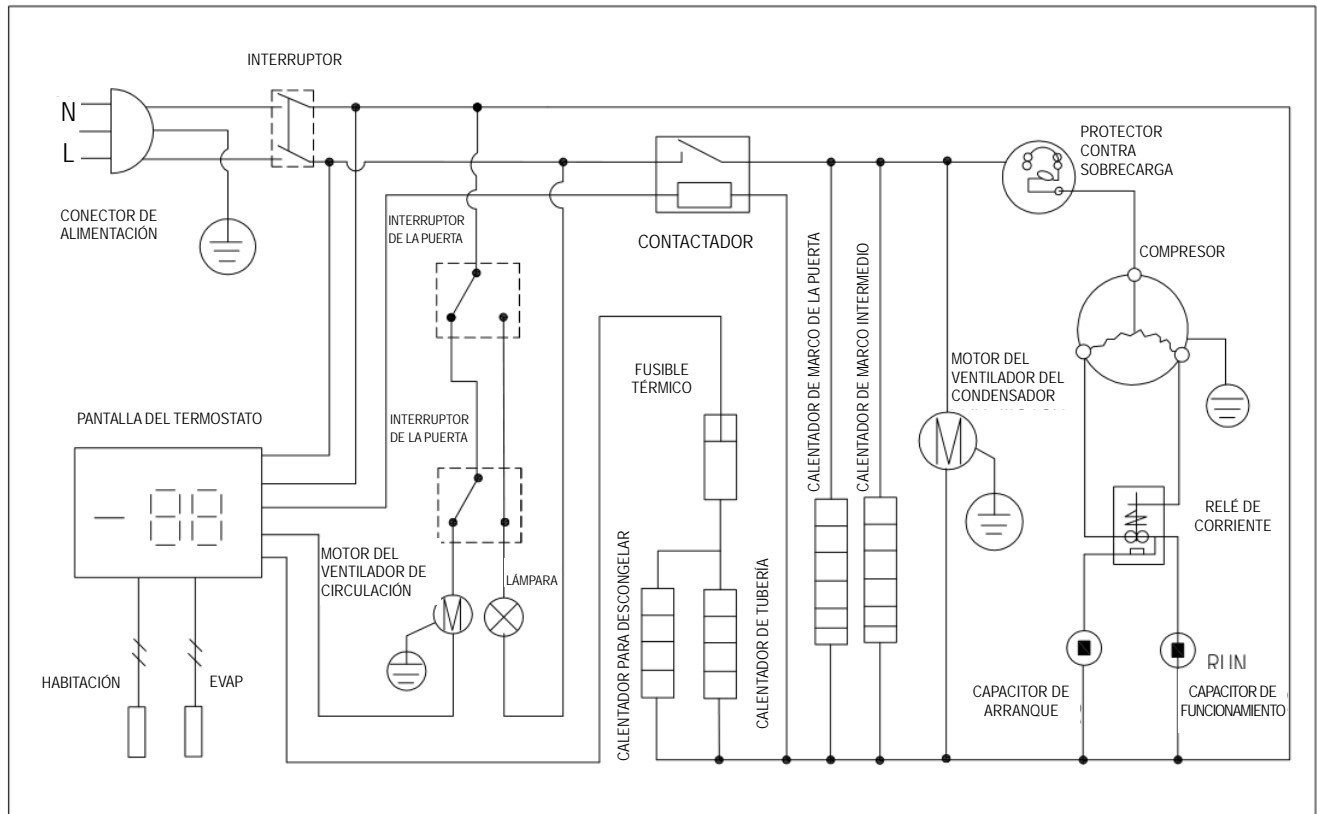 INTERRUPTOR
N
L
CONECTOR DE
ALIMENTACIÓN
INTERRUPTOR
DE LA PUERTA
CONTACTADOR
PROTECTOR
CONTRA
SOBRECARGA
COMPRESOR
CALENTADOR DE MARCO DE LA PUERTA
CALENTADOR DE MARCO INTERMEDIO
MOTOR DEL
VENTILADOR DEL
CONDENSADOR
FUSIBLE
TÉRMICO
PANTALLA DEL TERMOSTATO
INTERRUPTOR
DE LA PUERTA
M
RELÉ DE
CORRIENTE
MOTOR DEL
VENTILADOR DE
CIRCULACIÓN
LÁMPARA
M
CALENTADOR PARA DESCONGELAR
CALENTADOR DE TUBERÍA
HABITACIÓN
EVAP
RUN
CAPACITOR DE
ARRANQUE
CAPACITOR DE
FUNCIONAMIENTO